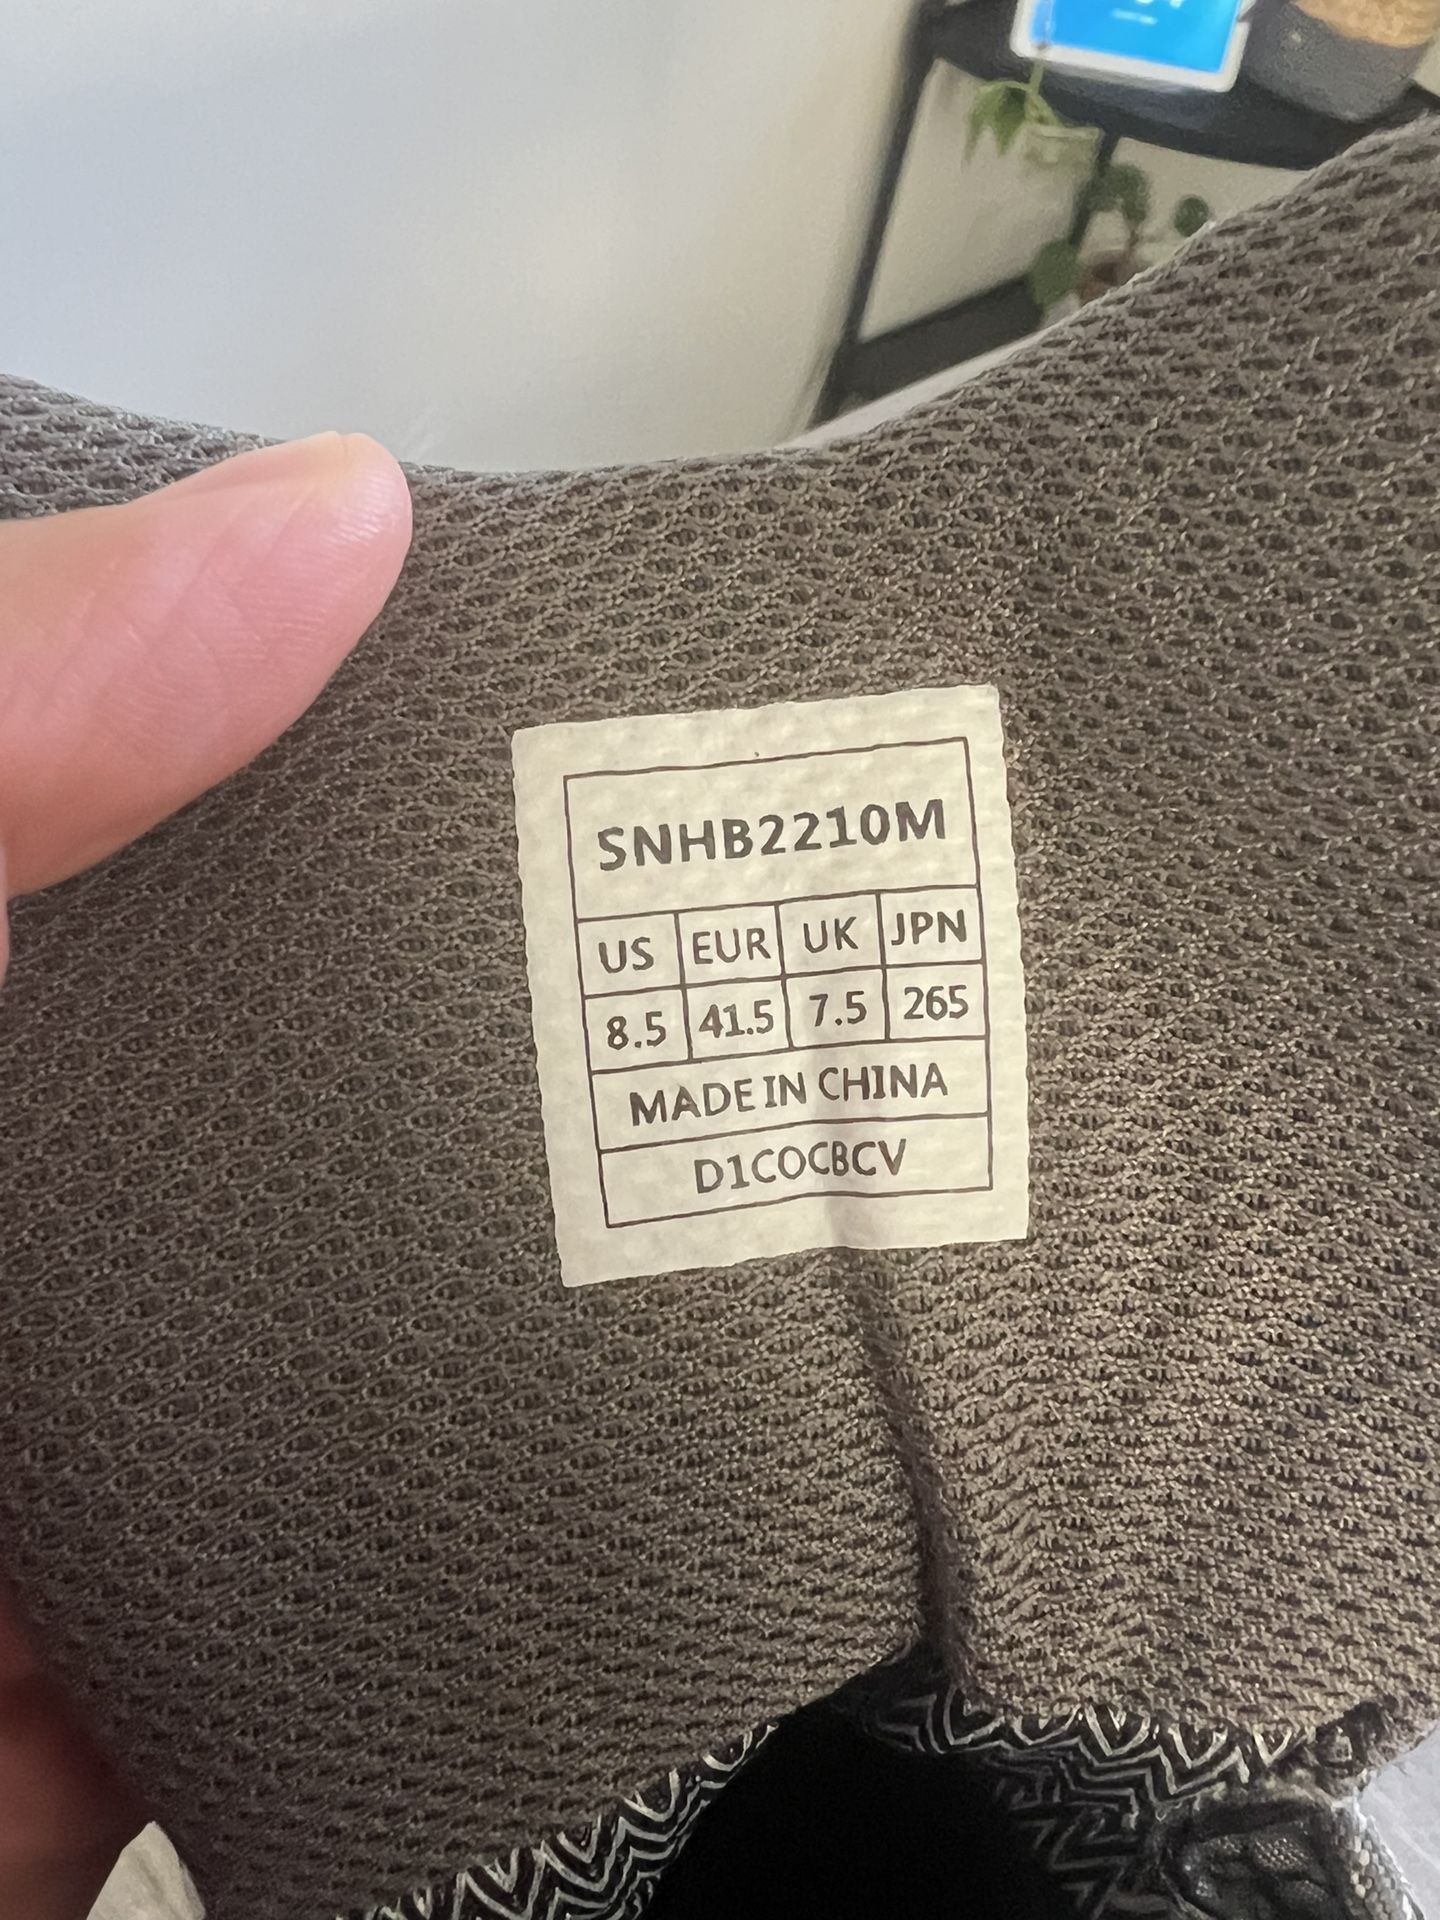 SNHB2210M
US EUR UK JPN
8.5 41.5 7.5 265
MADE IN CHINA
D1COCBCV